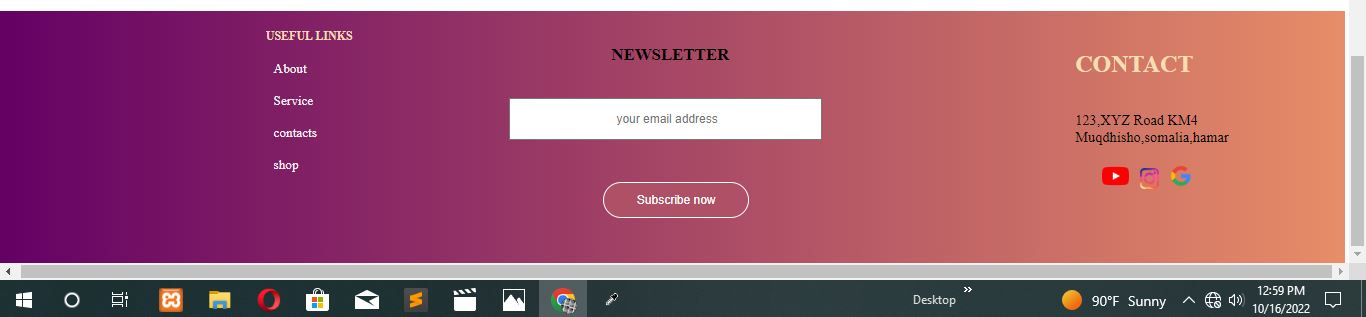 USEFUL LINKS
About
Service
contacts
shop
NEWSLETTER
your email address
Subscribe now
CONTACT
123,XYZ Road KM4
Muqdhisho,somalia,hamar
Desktop
»
90°F Sunny
12:59 PM
10/16/2022